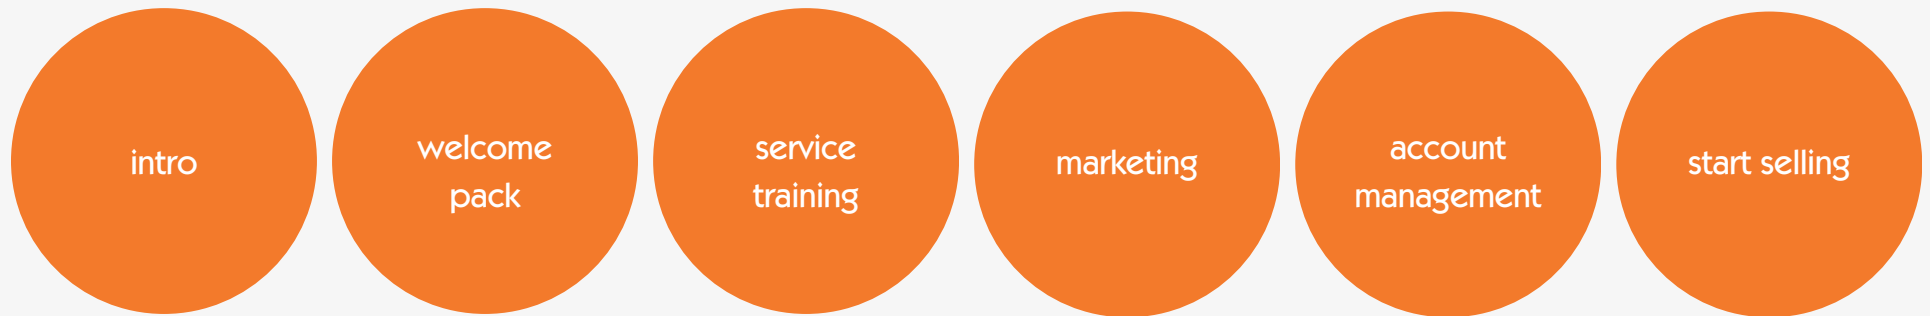 intro
welcome
pack
service
training
marketing
account
management
start selling